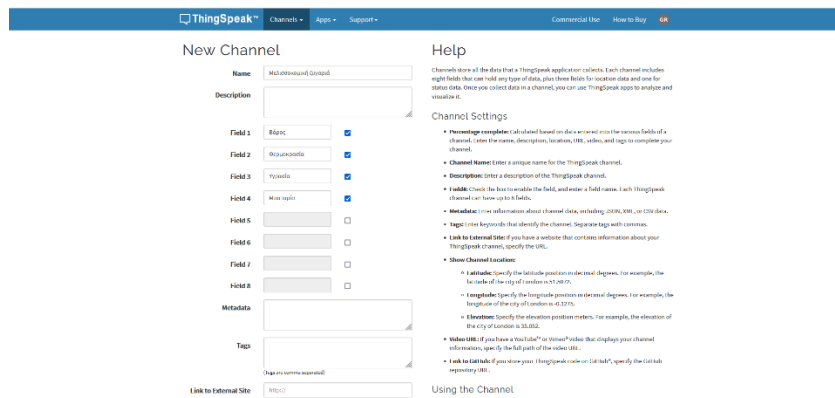 ThingSpeak™ Channels Apps Support Commercial Use How to Buy GR
New Channel
Name Μελισσοκομική ζυγαριά
Description
Field 1 Βάρος
Field 2 Θερμοκρασία
Field 3 Υγρασία
Field 4 Μπαταρία
Field 5
Field 6
Field 7
Field 8
Metadata
Tags
(Tags are comma separated)
Link to External Site http://
Help
Channels store all the data that a ThingSpeak application collects. Each channel includes
eight fields that can hold any type of data, plus three fields for location data and one for
status data. Once you collect data in a channel, you can use ThingSpeak apps to analyze and
visualize it.
Channel Settings
Percentage complete: Calculated based on data entered into the various fields of a
channel. Enter the name, description, location, URL, video, and tags to complete your
channel.
Channel Name: Enter a unique name for the ThingSpeak channel.
Description: Enter a description of the ThingSpeak channel.
Field#: Check the box to enable the field, and enter a field name. Each ThingSpeak
channel can have up to 8 fields.
Metadata: Enter information about channel data, including JSON, XML, or CSV data.
Tags: Enter keywords that identify the channel. Separate tags with commas.
Link to External Site: If you have a website that contains information about your
ThingSpeak channel, specify the URL.
Show Channel Location:
Latitude: Specify the latitude position in decimal degrees. For example, the
latitude of the city of London is 51.5072.
Longitude: Specify the longitude position in decimal degrees. For example, the
longitude of the city of London is -0.1275.
Elevation: Specify the elevation position meters. For example, the elevation of
the city of London is 35.052.
Video URL: If you have a YouTube™ or Vimeo® video that displays your channel
information, specify the full path of the video URL.
Link to GitHub: If you store your ThingSpeak code on GitHub®, specify the GitHub
repository URL.
Using the Channel